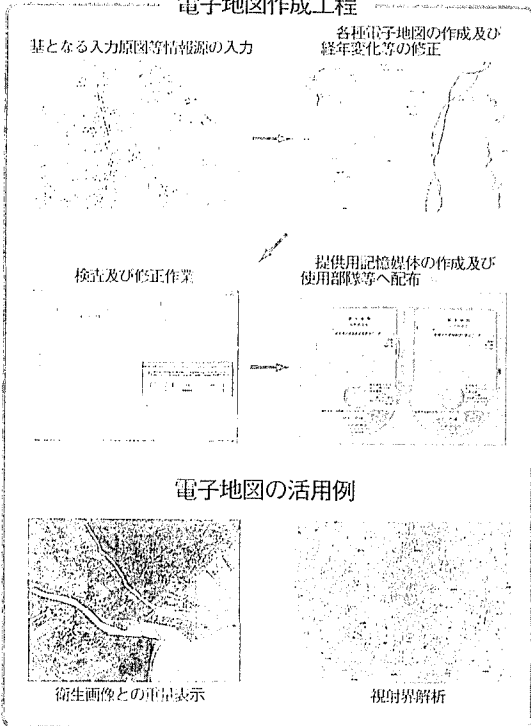 電子地図作成工程
基となる入力原図等情報源の入力
各種電子地図の作成及び
経年変化等の修正
検査及び修正作業
提供用記憶媒体の作成及び
使用部隊等へ配布
電子地図の活用例
衛生画像との重畳表示
視射界解析